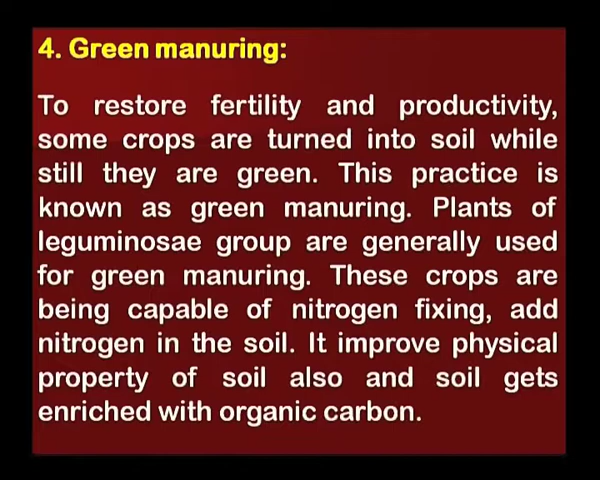 4. Green manuring:
To restore fertility and productivity,
some crops are turned into soil while
still they are green. This practice is
known as green manuring. Plants of
leguminosae group are generally used
for green manuring. These crops are
being capable of nitrogen fixing, add
nitrogen in the soil. It improve physical
property of soil also and soil gets
enriched with organic carbon.